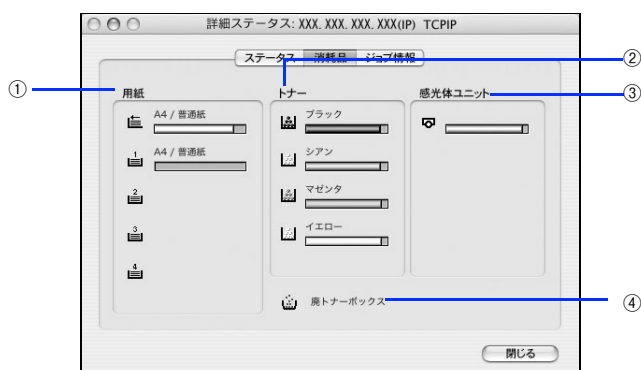 詳細ステータス: XXX. XXX. XXX. XXX(IP) TCPIP
ステータス 消耗品 ジョブ情報
①
②
③
④
用紙
A4 / 普通紙
1
A4 / 普通紙
2
3
4
トナー
ブラック
シアン
マゼンタ
イエロー
感光体ユニット
廃トナーボックス
閉じる